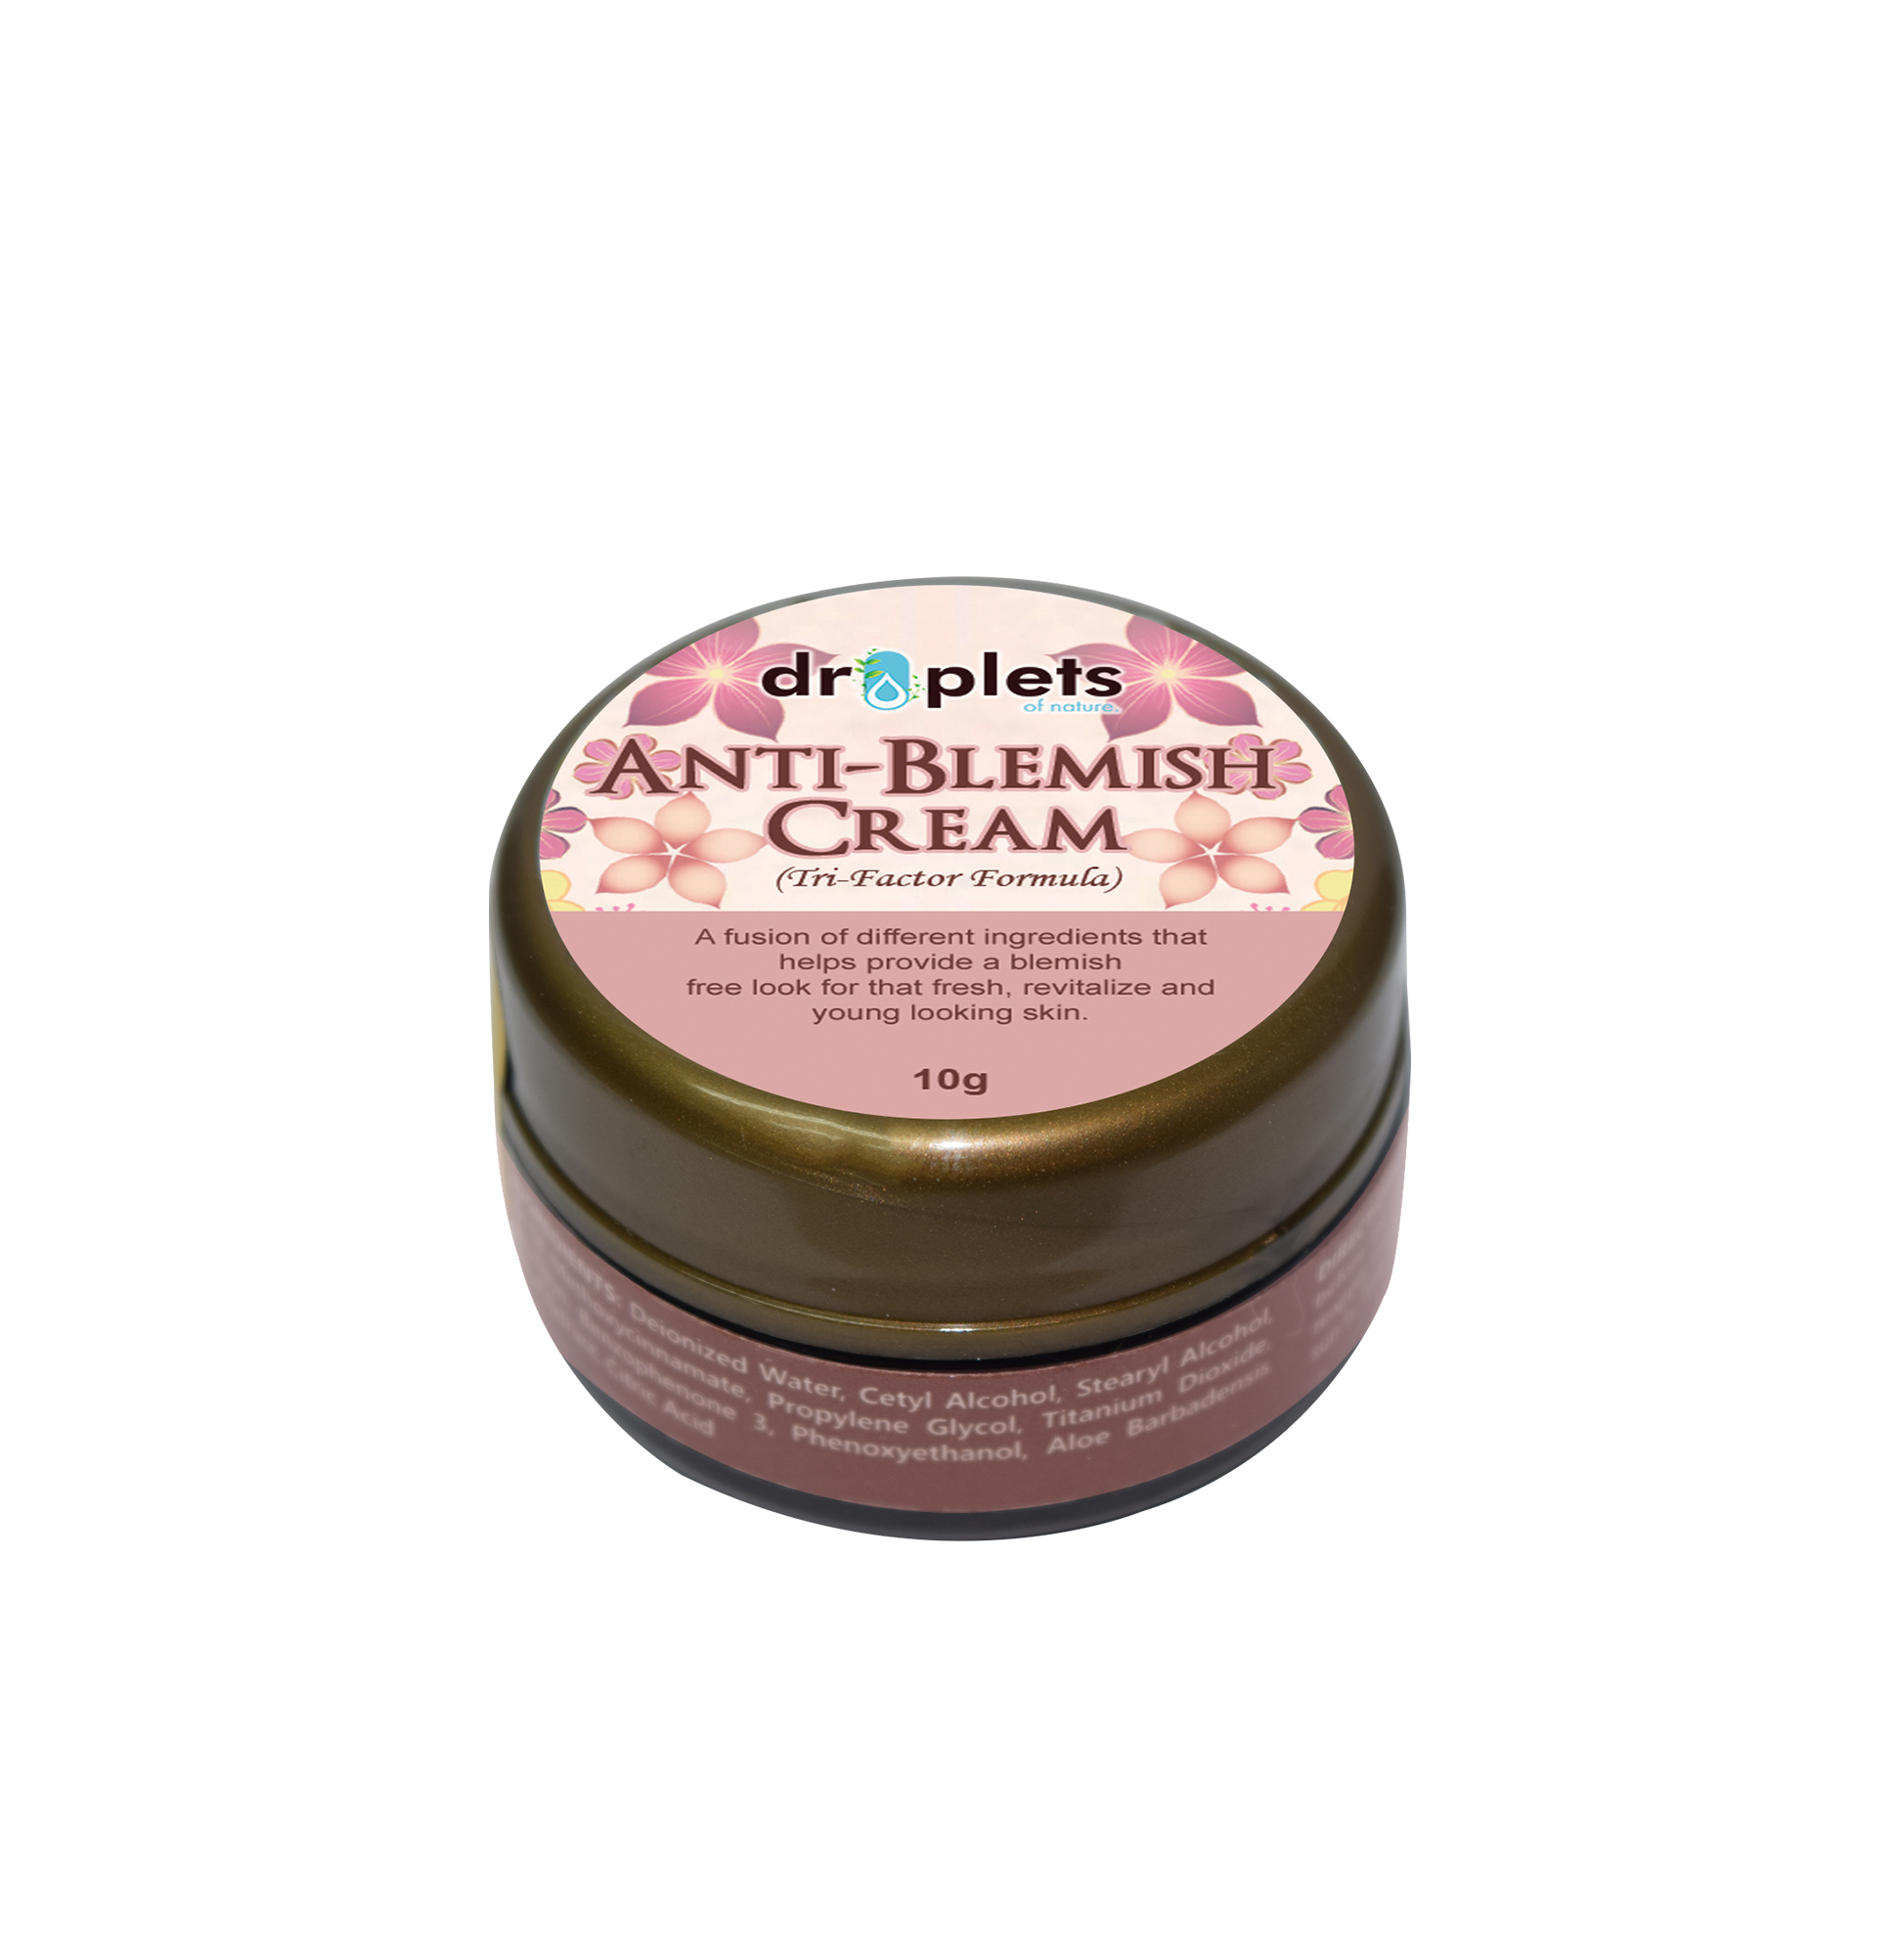 droplets
of nature.
ANTI-BLEMISH
CREAM
(Tri-Factor Formula)
A fusion of different ingredients that
helps provide a blemish
free look for that fresh, revitalize and
young looking skin.
10g
Deionized Water, Cetyl Alcohol, Stearyl Alcohol,
Propylene Glycol, Titanium Dioxide,
Benzophenone 3, Phenoxyethanol, Aloe Barbadensis
Citric Acid